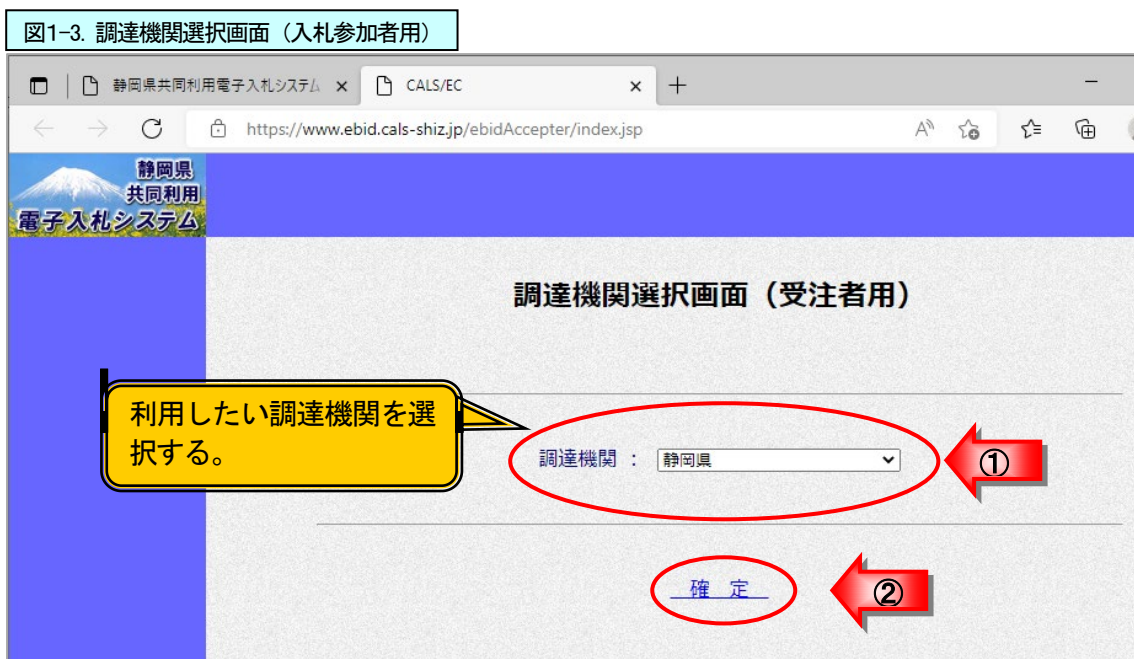 図1-3. 調達機関選択画面（入札参加者用）
静岡県共同利用電子入札システム
CALS/EC
https://www.ebid.cals-shiz.jp/ebidAccepter/index.jsp
静岡県
共同利用
電子入札システム
調達機関選択画面（受注者用）
利用したい調達機関を選
択する。
調達機関 ： 静岡県
①
確　定
②